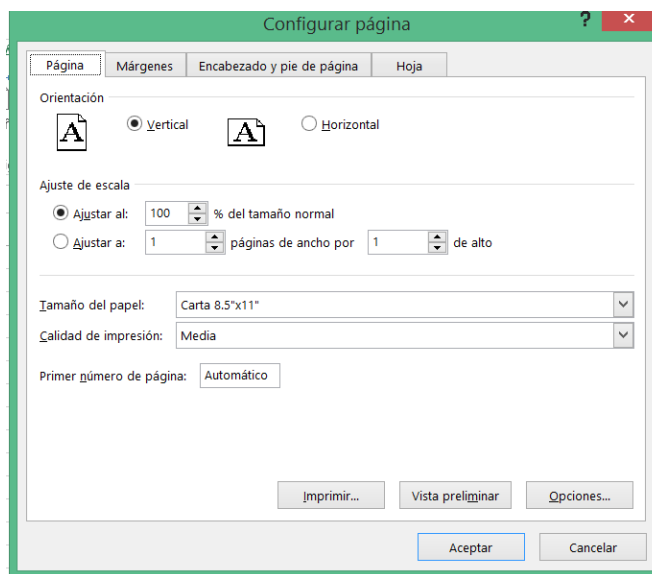 Configurar página ? ×
Página Márgenes Encabezado y pie de página Hoja
Orientación
A Vertical A Horizontal
Ajuste de escala
Ajustar al: 100 % del tamaño normal
Ajustar a: 1 páginas de ancho por 1 de alto
Tamaño del papel: Carta 8.5"x11"
Calidad de impresión: Media
Primer número de página: Automático
Imprimir... Vista preliminar Opciones...
Aceptar Cancelar